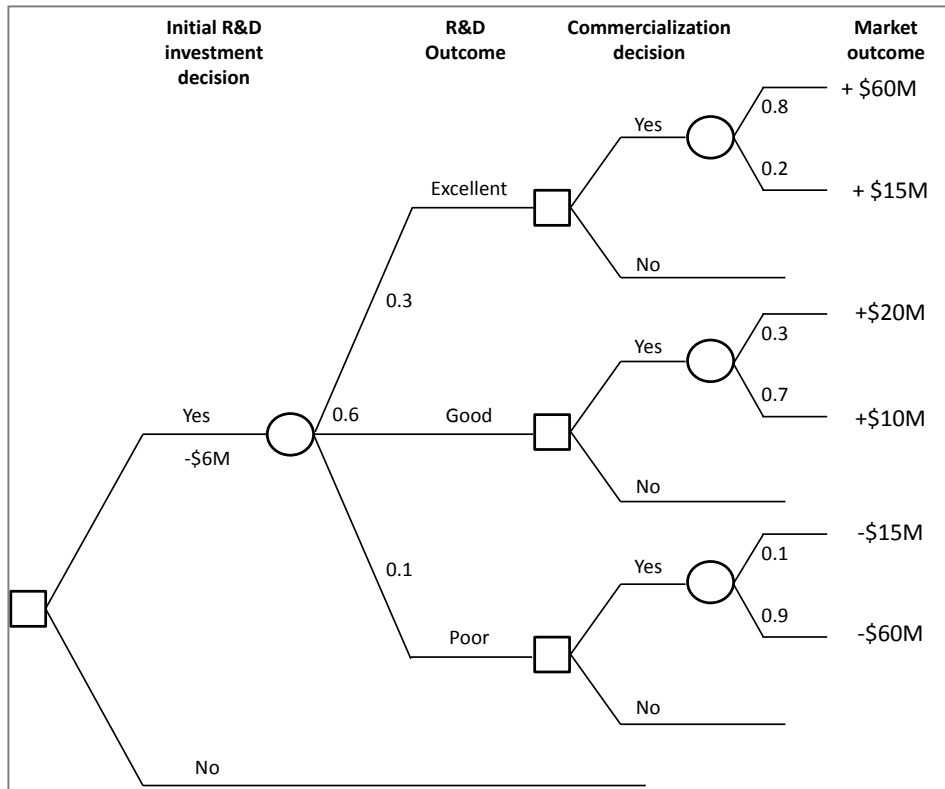 Initial R&D
investment
decision
R&D
Outcome
Commercialization
decision
Market
outcome
+ $60M
0.8
Yes
0.2
Excellent
+ $15M
No
0.3
+$20M
0.3
Yes
0.7
Yes
0.6
Good
+$10M
-$6M
No
-$15M
0.1
Yes
0.1
0.9
Poor
-$60M
No
No